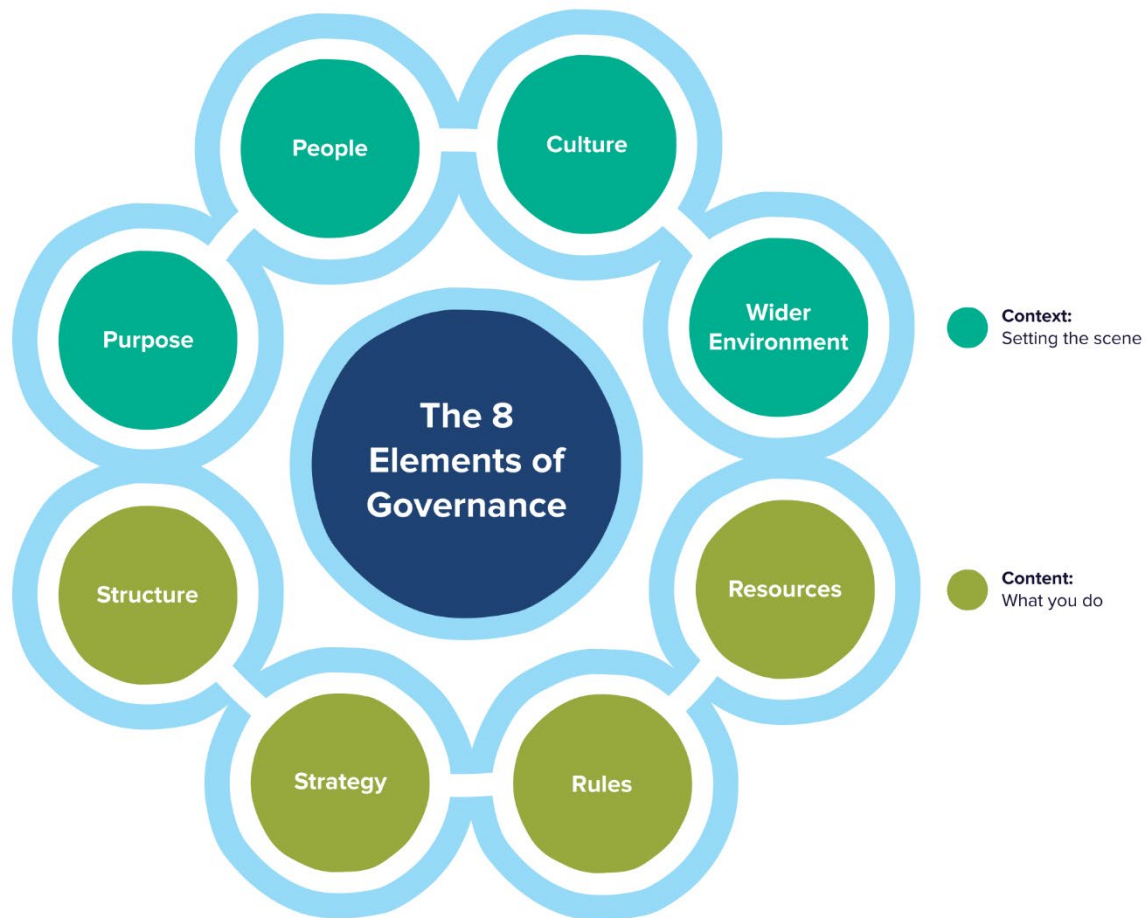 People
Culture
Purpose
Wider
Environment
The 8
Elements of
Governance
Context:
Setting the scene
Structure
Resources
Content:
What you do
Strategy
Rules